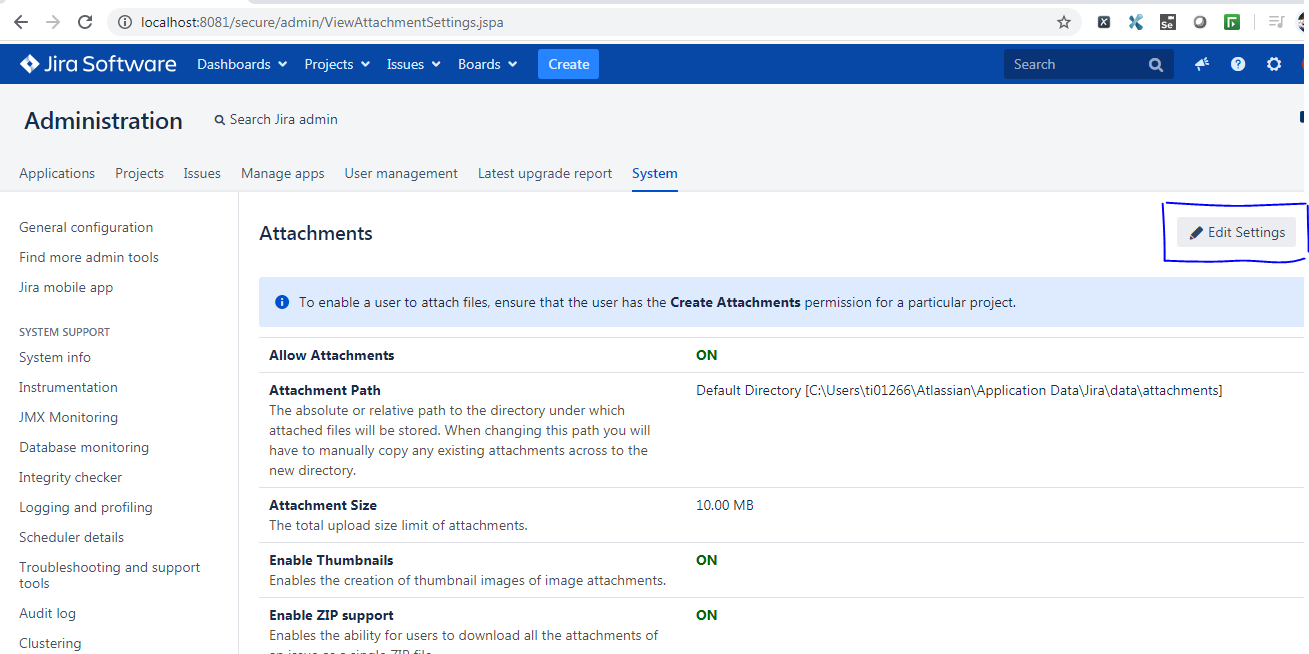 localhost:8081/secure/admin/ViewAttachmentSettings.jspa
Jira Software Dashboards Projects Issues Boards Create Search
Administration Search Jira admin
Applications Projects Issues Manage apps User management Latest upgrade report System
General configuration
Find more admin tools
Jira mobile app
SYSTEM SUPPORT
System info
Instrumentation
JMX Monitoring
Database monitoring
Integrity checker
Logging and profiling
Scheduler details
Troubleshooting and support
tools
Audit log
Clustering
Attachments Edit Settings
To enable a user to attach files, ensure that the user has the Create Attachments permission for a particular project.
Allow Attachments ON
Attachment Path Default Directory [C:\Users\ti01266\Atlassian\Application Data\Jira\data\attachments]
The absolute or relative path to the directory under which
attached files will be stored. When changing this path you will
have to manually copy any existing attachments across to the
new directory.
Attachment Size 10.00 MB
The total upload size limit of attachments.
Enable Thumbnails ON
Enables the creation of thumbnail images of image attachments.
Enable ZIP support ON
Enables the ability for users to download all the attachments of
an issue as a single ZIP file.